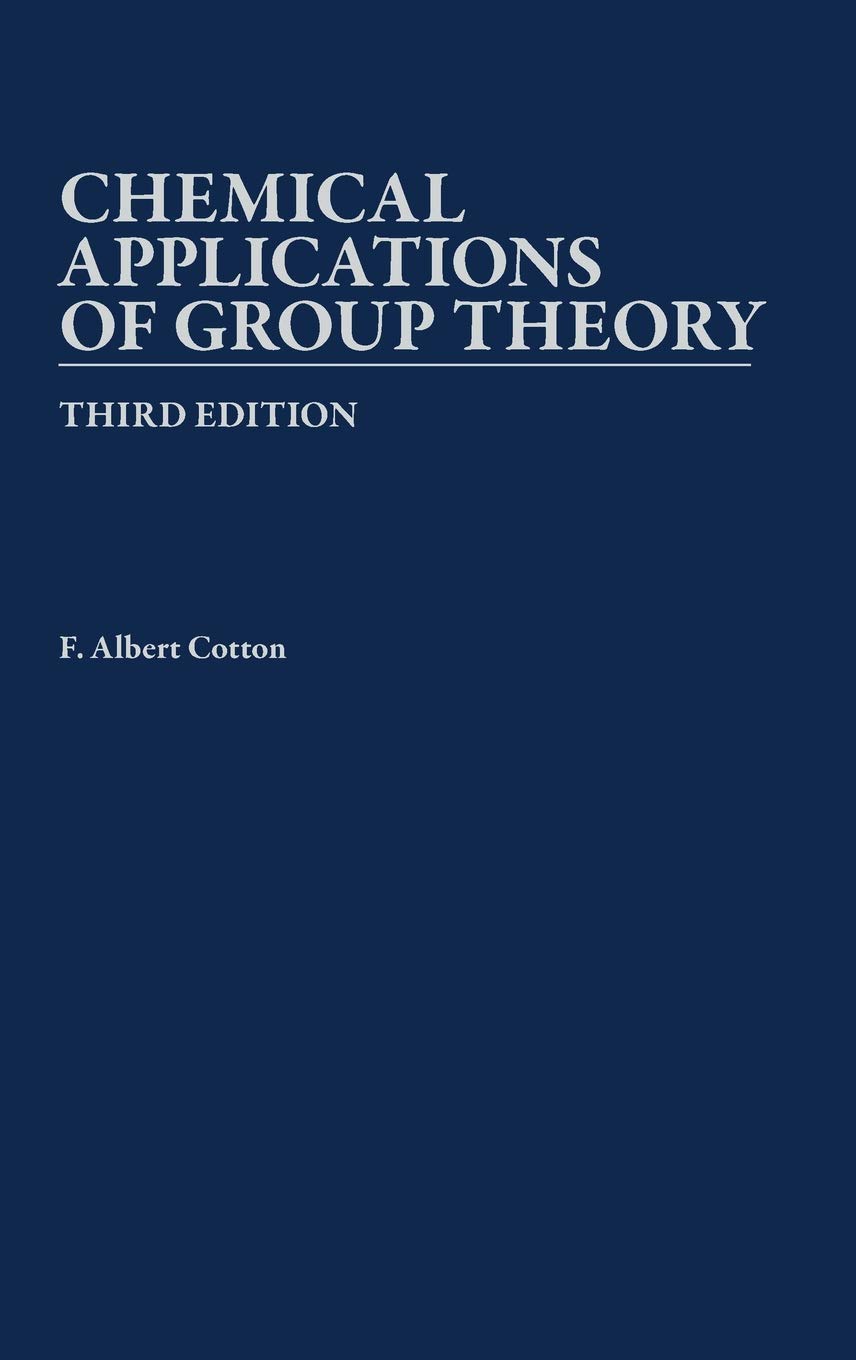 CHEMICAL
APPLICATIONS
OF GROUP THEORY
THIRD EDITION
F. Albert Cotton